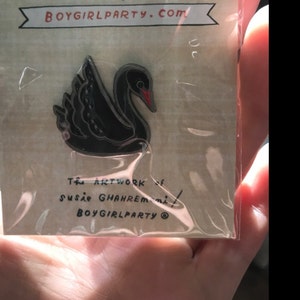 BOYGIRLPARTY.COM
The ARTWORK of
SUSIE GHAHREMANI/
BOYGIRLPARTY®